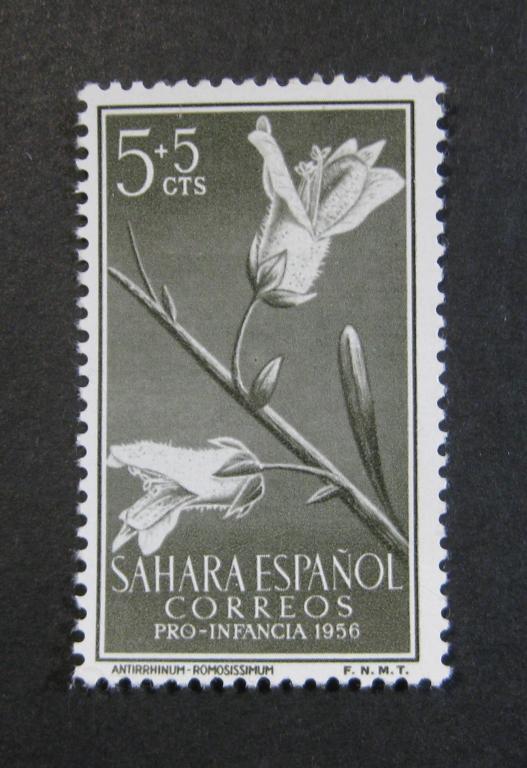 5+5
CTS
SAHARA ESPAÑOL
CORREOS
PRO-INFANCIA 1956
ANTIRRHINUM-ROMOSISSIMUM F.N.M.T.